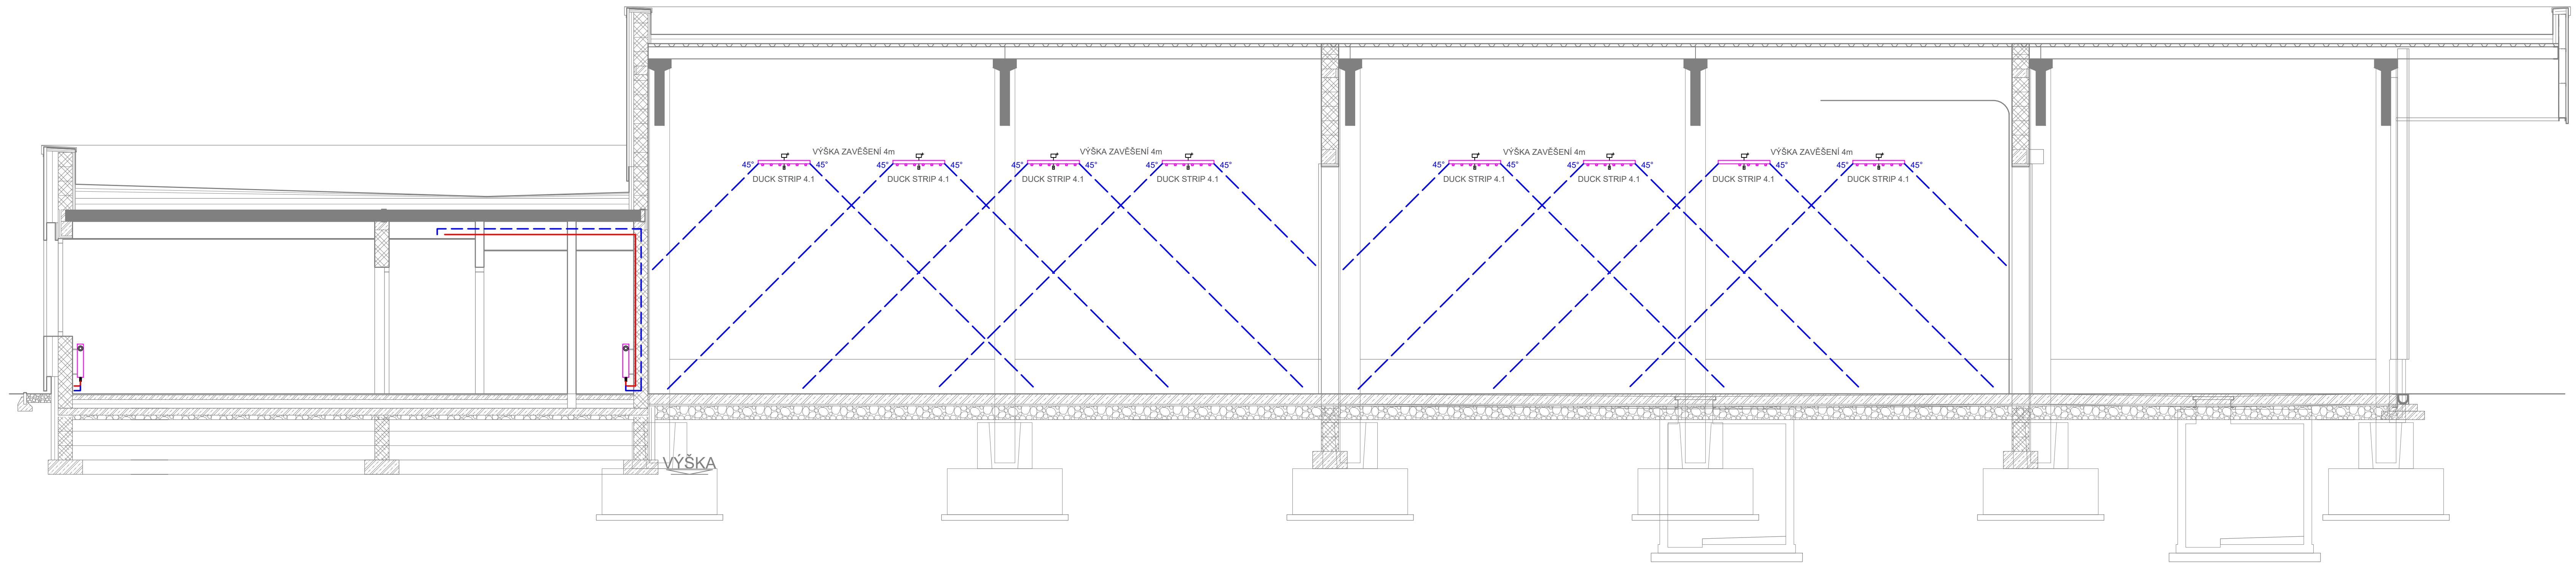 VÝŠKA ZAVĚŠENÍ 4m VÝŠKA ZAVĚŠENÍ 4m VÝŠKA ZAVĚŠENÍ 4m VÝŠKA ZAVĚŠENÍ 4m
45° 45° 45° 45° 45° 45° 45° 45° 45° 45° 45° 45° 45° 45° 45° 45°
DUCK STRIP 4.1 DUCK STRIP 4.1 DUCK STRIP 4.1 DUCK STRIP 4.1 DUCK STRIP 4.1 DUCK STRIP 4.1 DUCK STRIP 4.1 DUCK STRIP 4.1
VÝŠKA